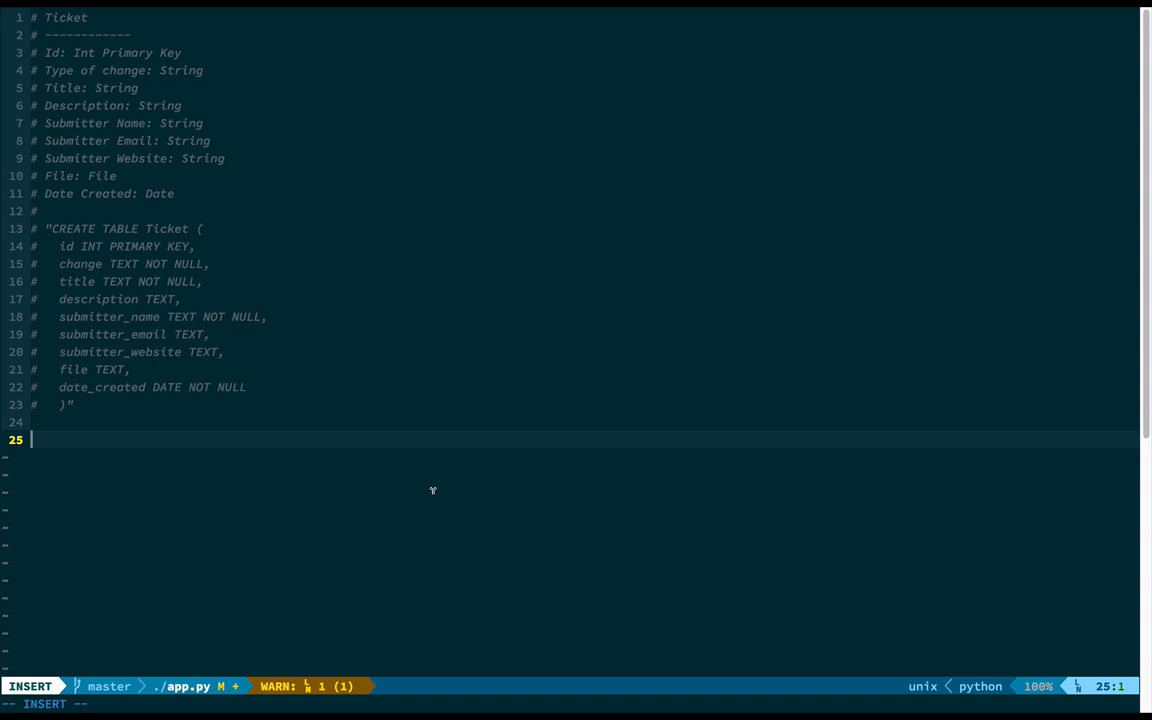 1 # Ticket
2 # ------------
3 # Id: Int Primary Key
4 # Type of change: String
5 # Title: String
6 # Description: String
7 # Submitter Name: String
8 # Submitter Email: String
9 # Submitter Website: String
10 # File: File
11 # Date Created: Date
12 #
13 # "CREATE TABLE Ticket (
14 #   id INT PRIMARY KEY,
15 #   change TEXT NOT NULL,
16 #   title TEXT NOT NULL,
17 #   description TEXT,
18 #   submitter_name TEXT NOT NULL,
19 #   submitter_email TEXT,
20 #   submitter_website TEXT,
21 #   file TEXT,
22 #   date_created DATE NOT NULL
23 #   )"
24
25
~
~
~
~
~
~
~
~
~
~
~
~
~
INSERT master ./app.py M + WARN: LN 1 (1) unix python 100% LN 25:1
-- INSERT --